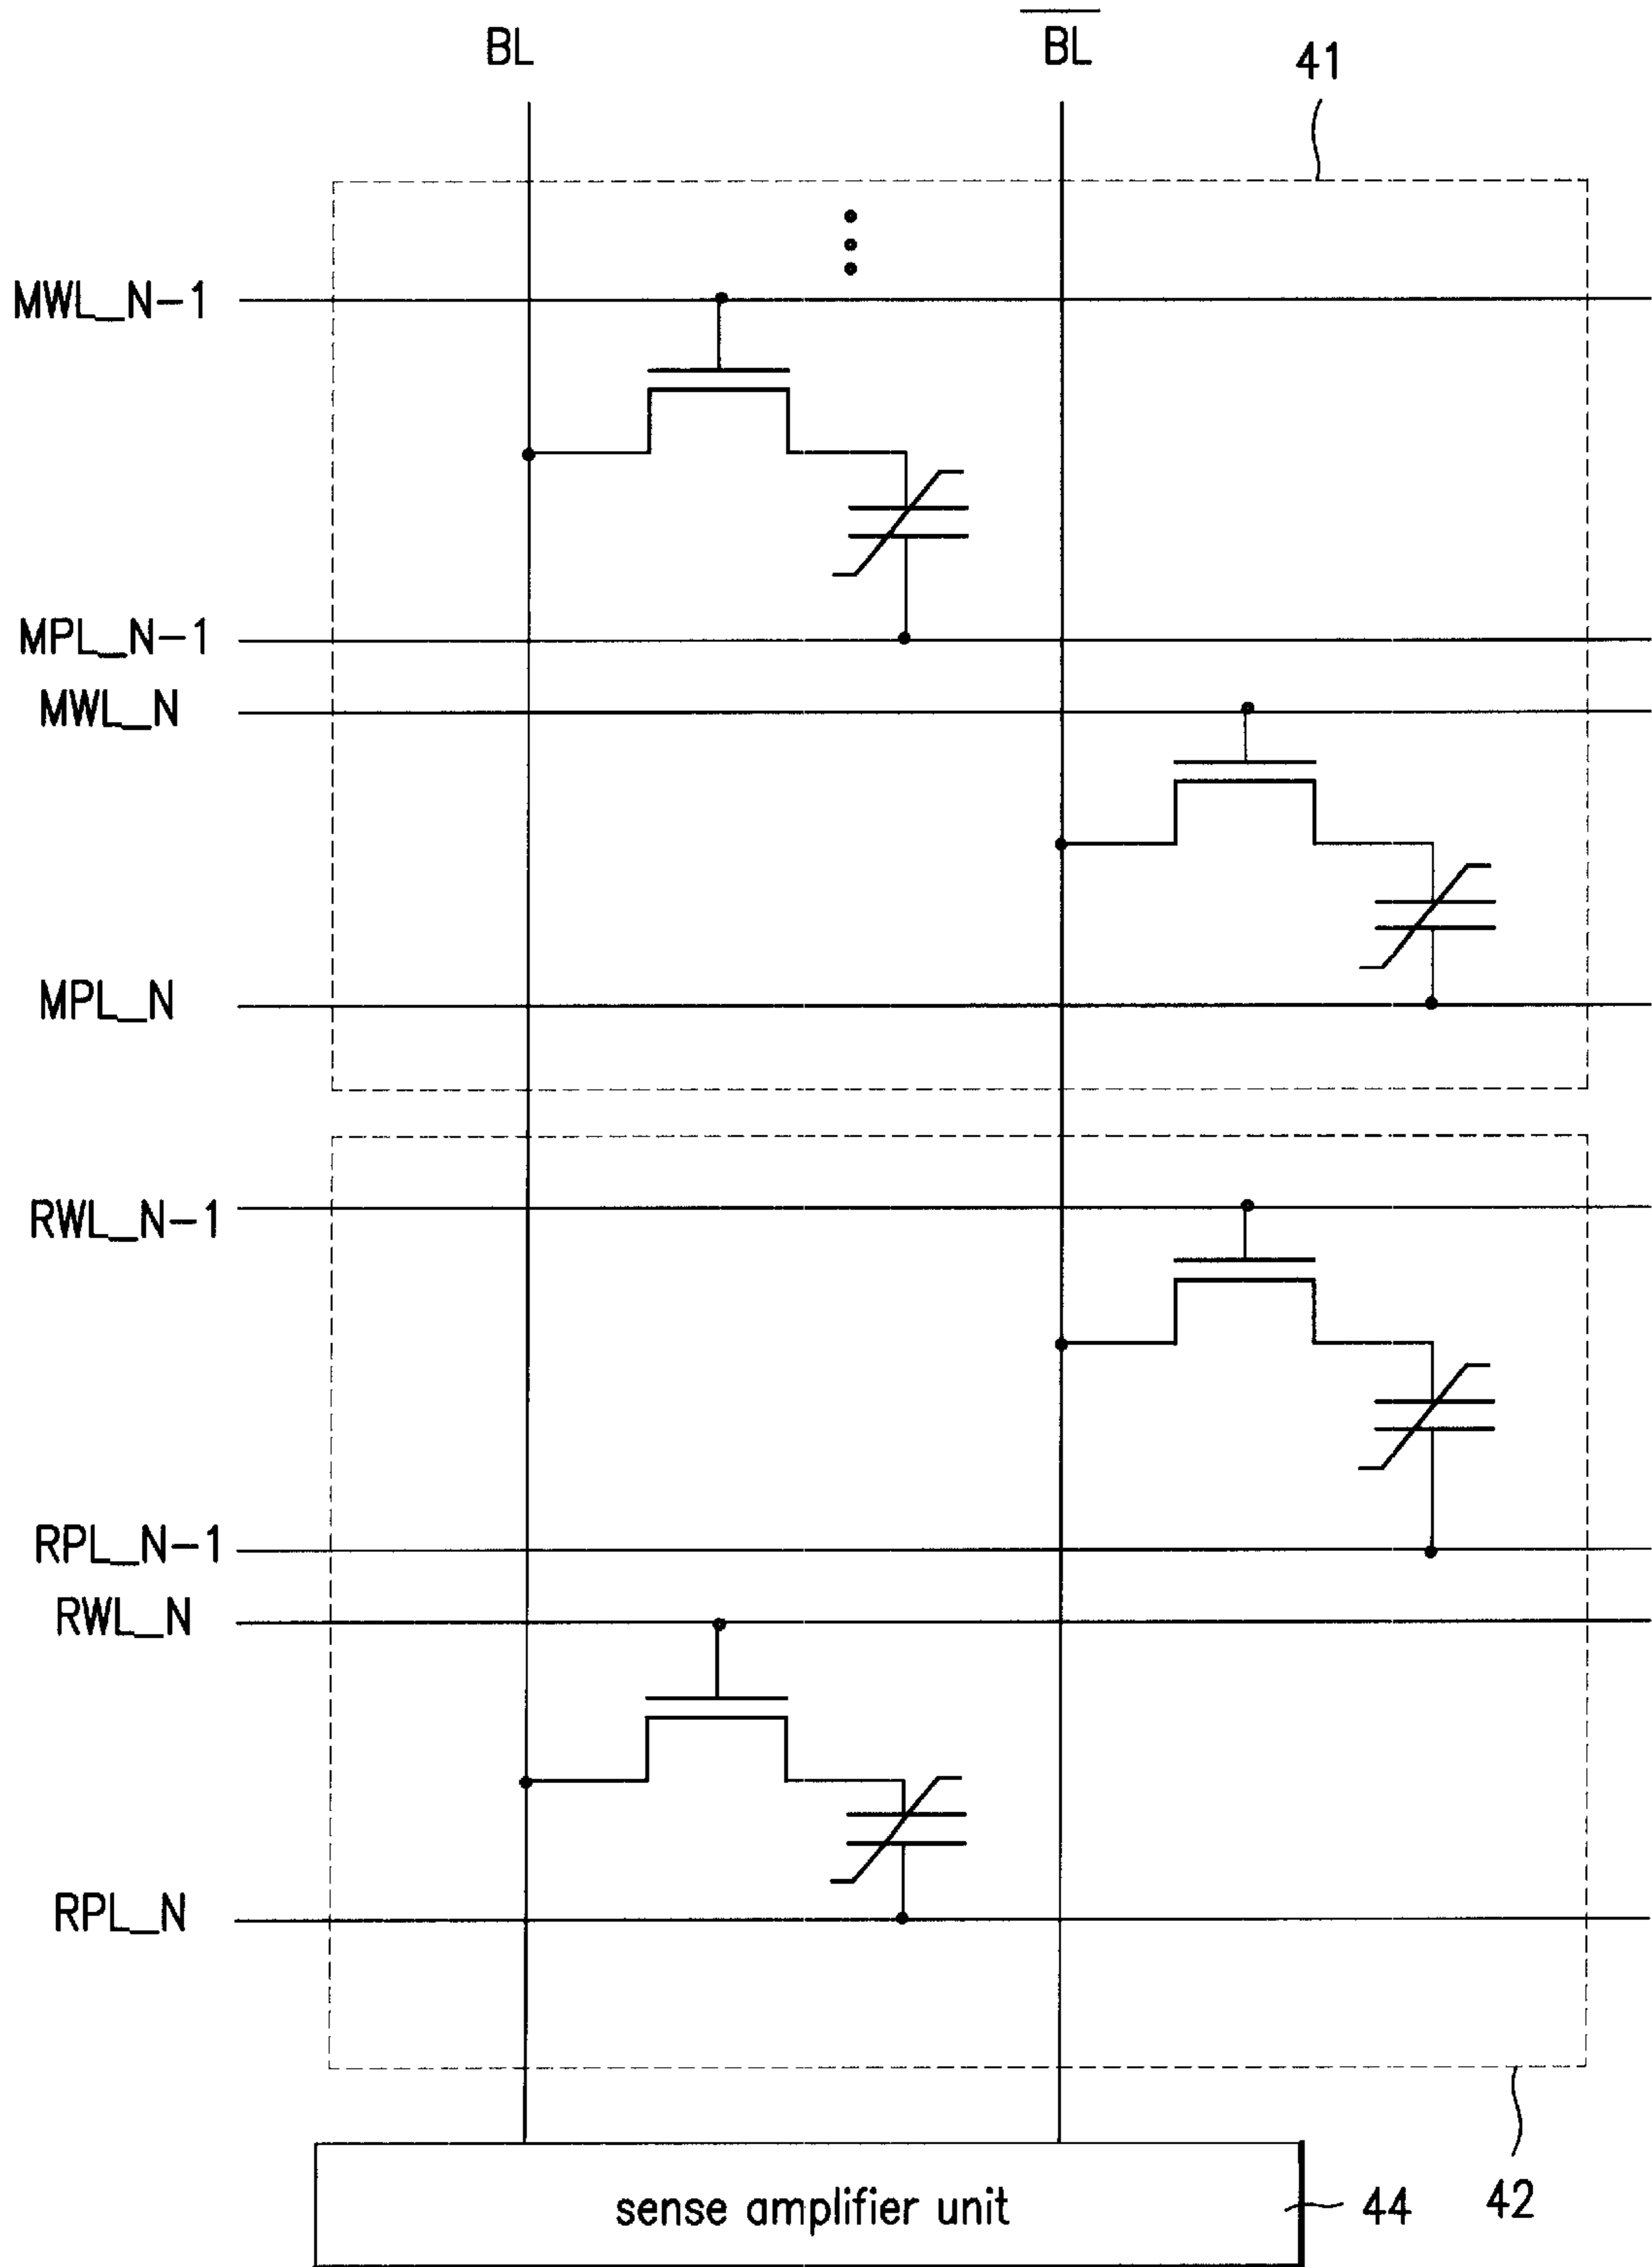 BL
B̅L̅
41
MWL_N-1
MPL_N-1
MWL_N
MPL_N
RWL_N-1
RPL_N-1
RWL_N
RPL_N
sense amplifier unit
44
42